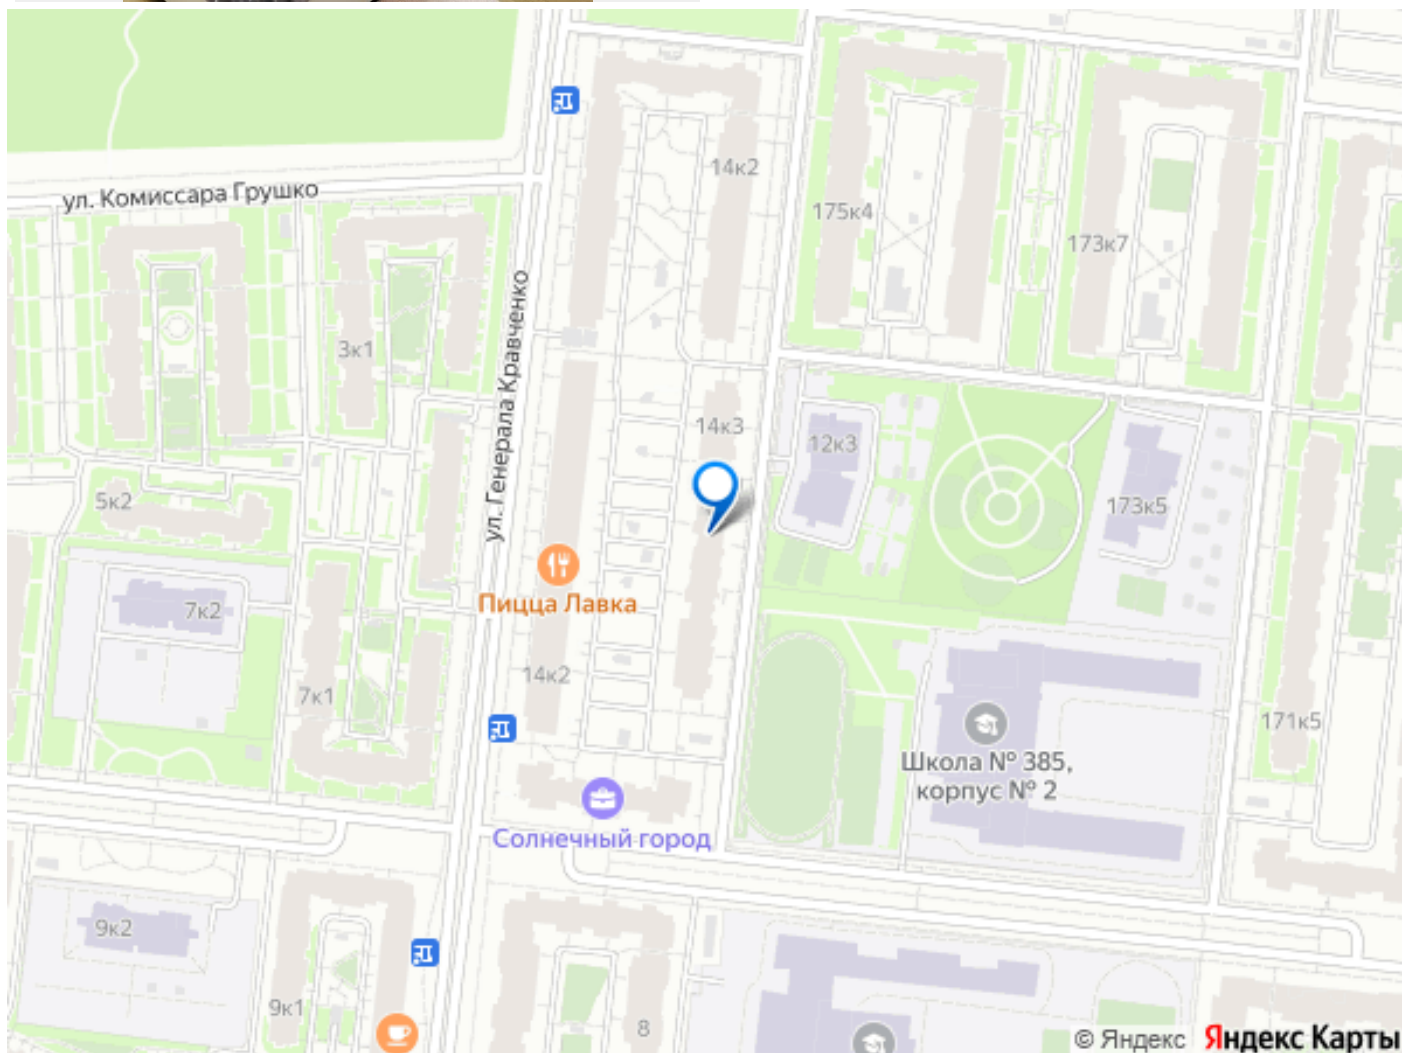 14к2
ул. Комиссара Грушко
175к4
173к7
ул. Генерала Кравченко
3к1
14к3
12к3
5к2
173к5
Пицца Лавка
7к2
14к2
7к1
171к5
Школа № 385,
корпус № 2
Солнечный город
9к2
9к1
8
© Яндекс Яндекс Карты